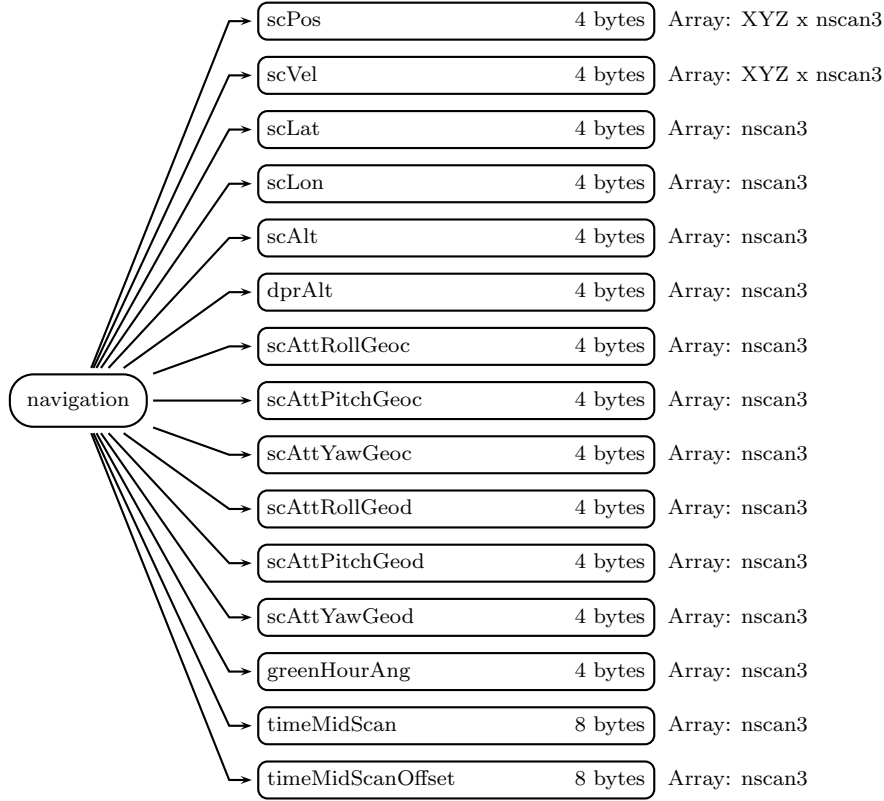 scPos 4 bytes Array: XYZ x nscan3
scVel 4 bytes Array: XYZ x nscan3
scLat 4 bytes Array: nscan3
scLon 4 bytes Array: nscan3
scAlt 4 bytes Array: nscan3
dprAlt 4 bytes Array: nscan3
scAttRollGeoc 4 bytes Array: nscan3
navigation scAttPitchGeoc 4 bytes Array: nscan3
scAttYawGeoc 4 bytes Array: nscan3
scAttRollGeod 4 bytes Array: nscan3
scAttPitchGeod 4 bytes Array: nscan3
scAttYawGeod 4 bytes Array: nscan3
greenHourAng 4 bytes Array: nscan3
timeMidScan 8 bytes Array: nscan3
timeMidScanOffset 8 bytes Array: nscan3